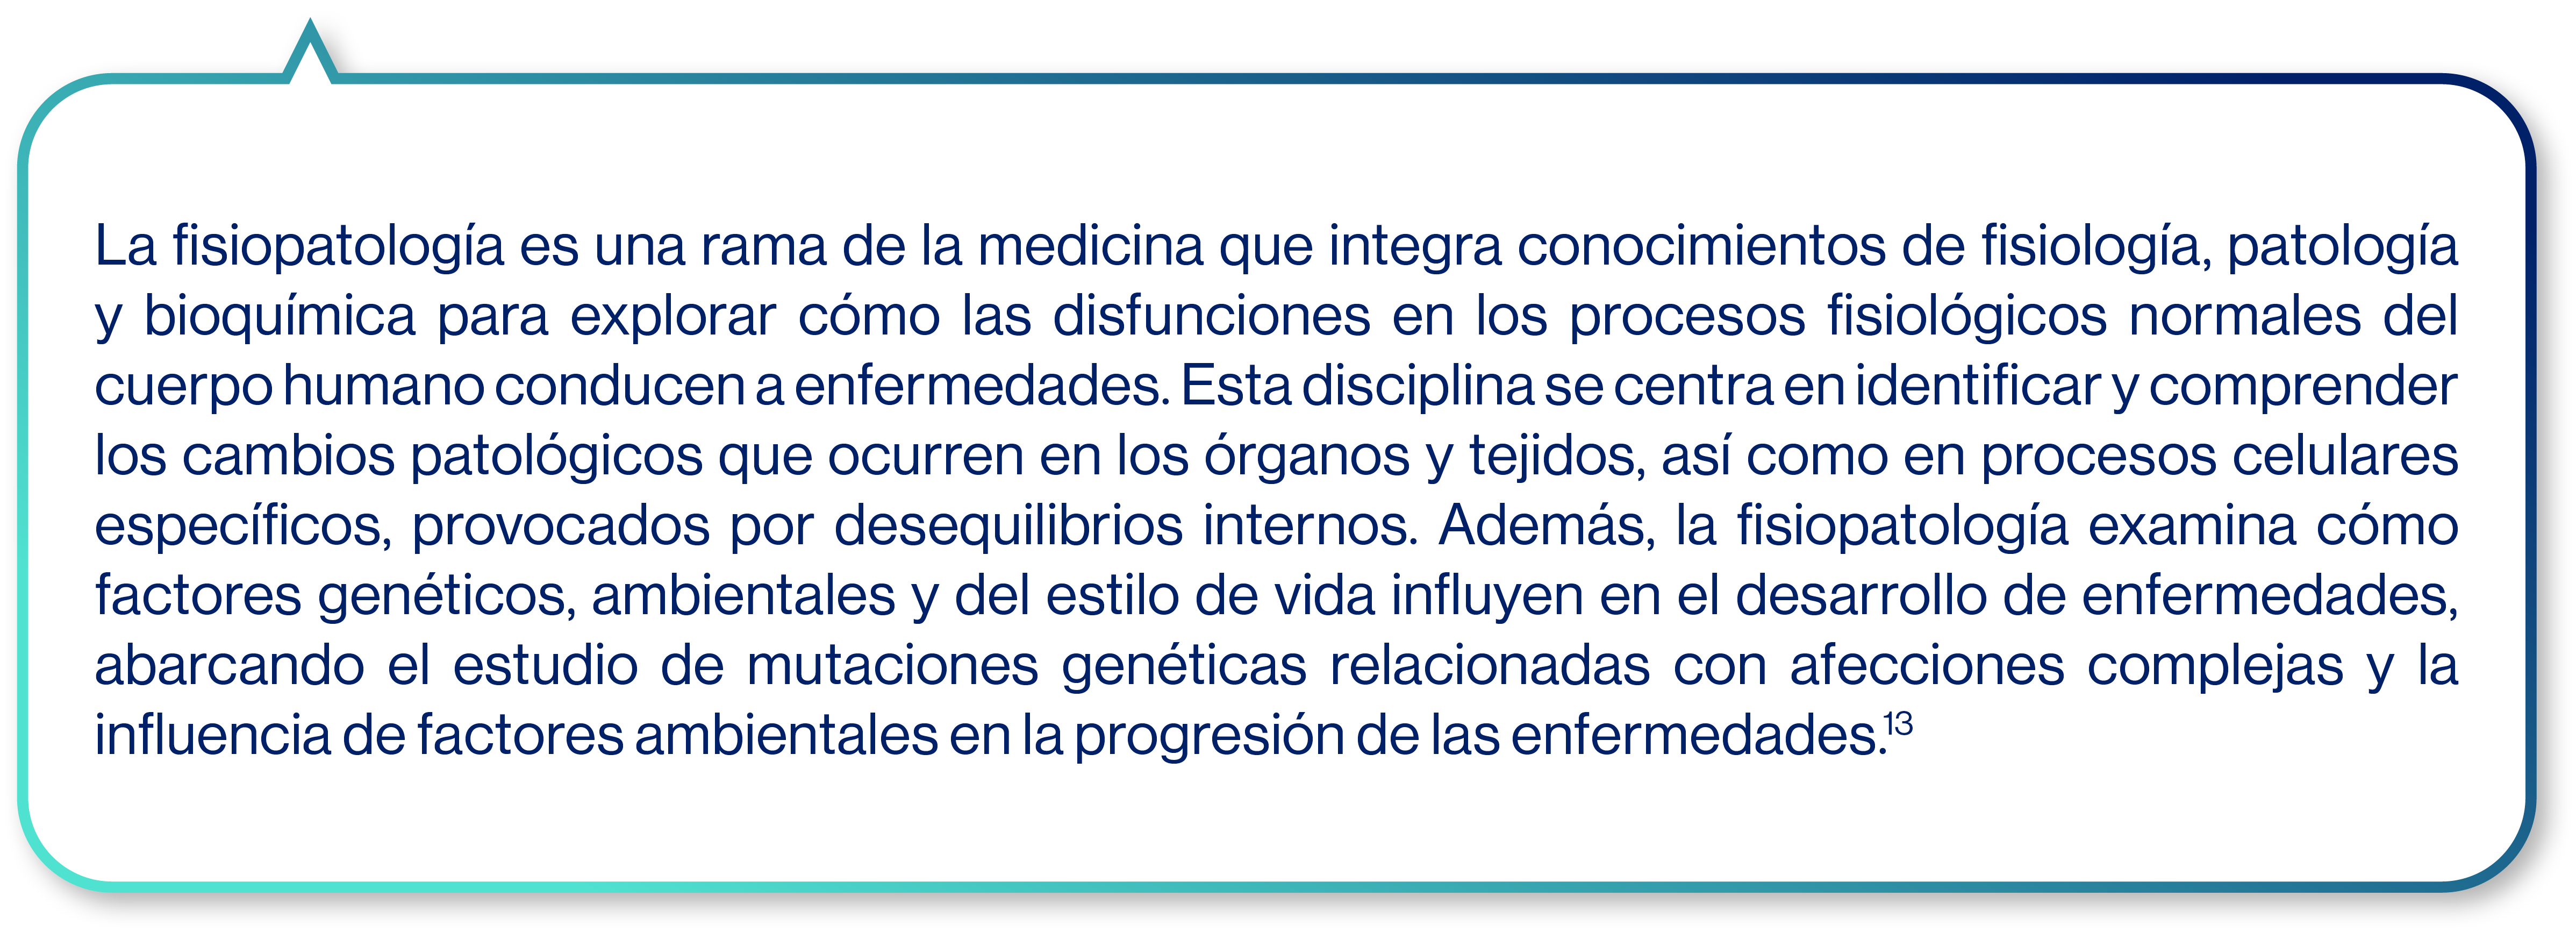 La fisiopatología es una rama de la medicina que integra conocimientos de fisiología, patología
y bioquímica para explorar cómo las disfunciones en los procesos fisiológicos normales del
cuerpo humano conducen a enfermedades. Esta disciplina se centra en identificar y comprender
los cambios patológicos que ocurren en los órganos y tejidos, así como en procesos celulares
específicos, provocados por desequilibrios internos. Además, la fisiopatología examina cómo
factores genéticos, ambientales y del estilo de vida influyen en el desarrollo de enfermedades,
abarcando el estudio de mutaciones genéticas relacionadas con afecciones complejas y la
influencia de factores ambientales en la progresión de las enfermedades.¹³